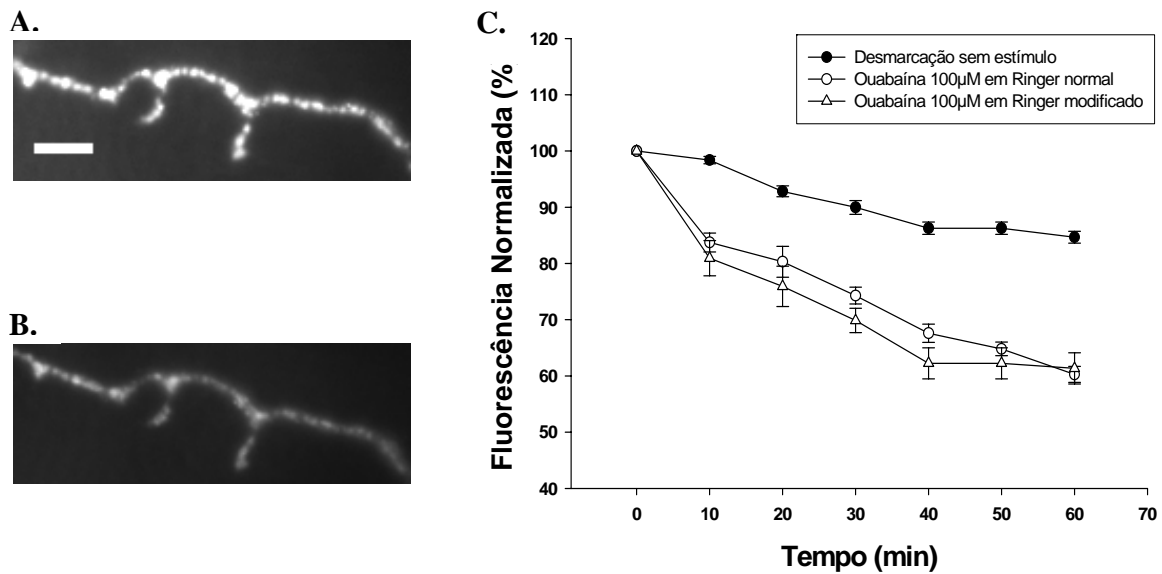 A.
B.
C.
Fluorescência Normalizada (%
120
110
100
90
80
70
60
50
40
Desmarcação sem estímulo
Ouabaína 100µM em Ringer normal
Ouabaína 100µM em Ringer modificado
0 10 20 30 40 50 60 70
Tempo (min)